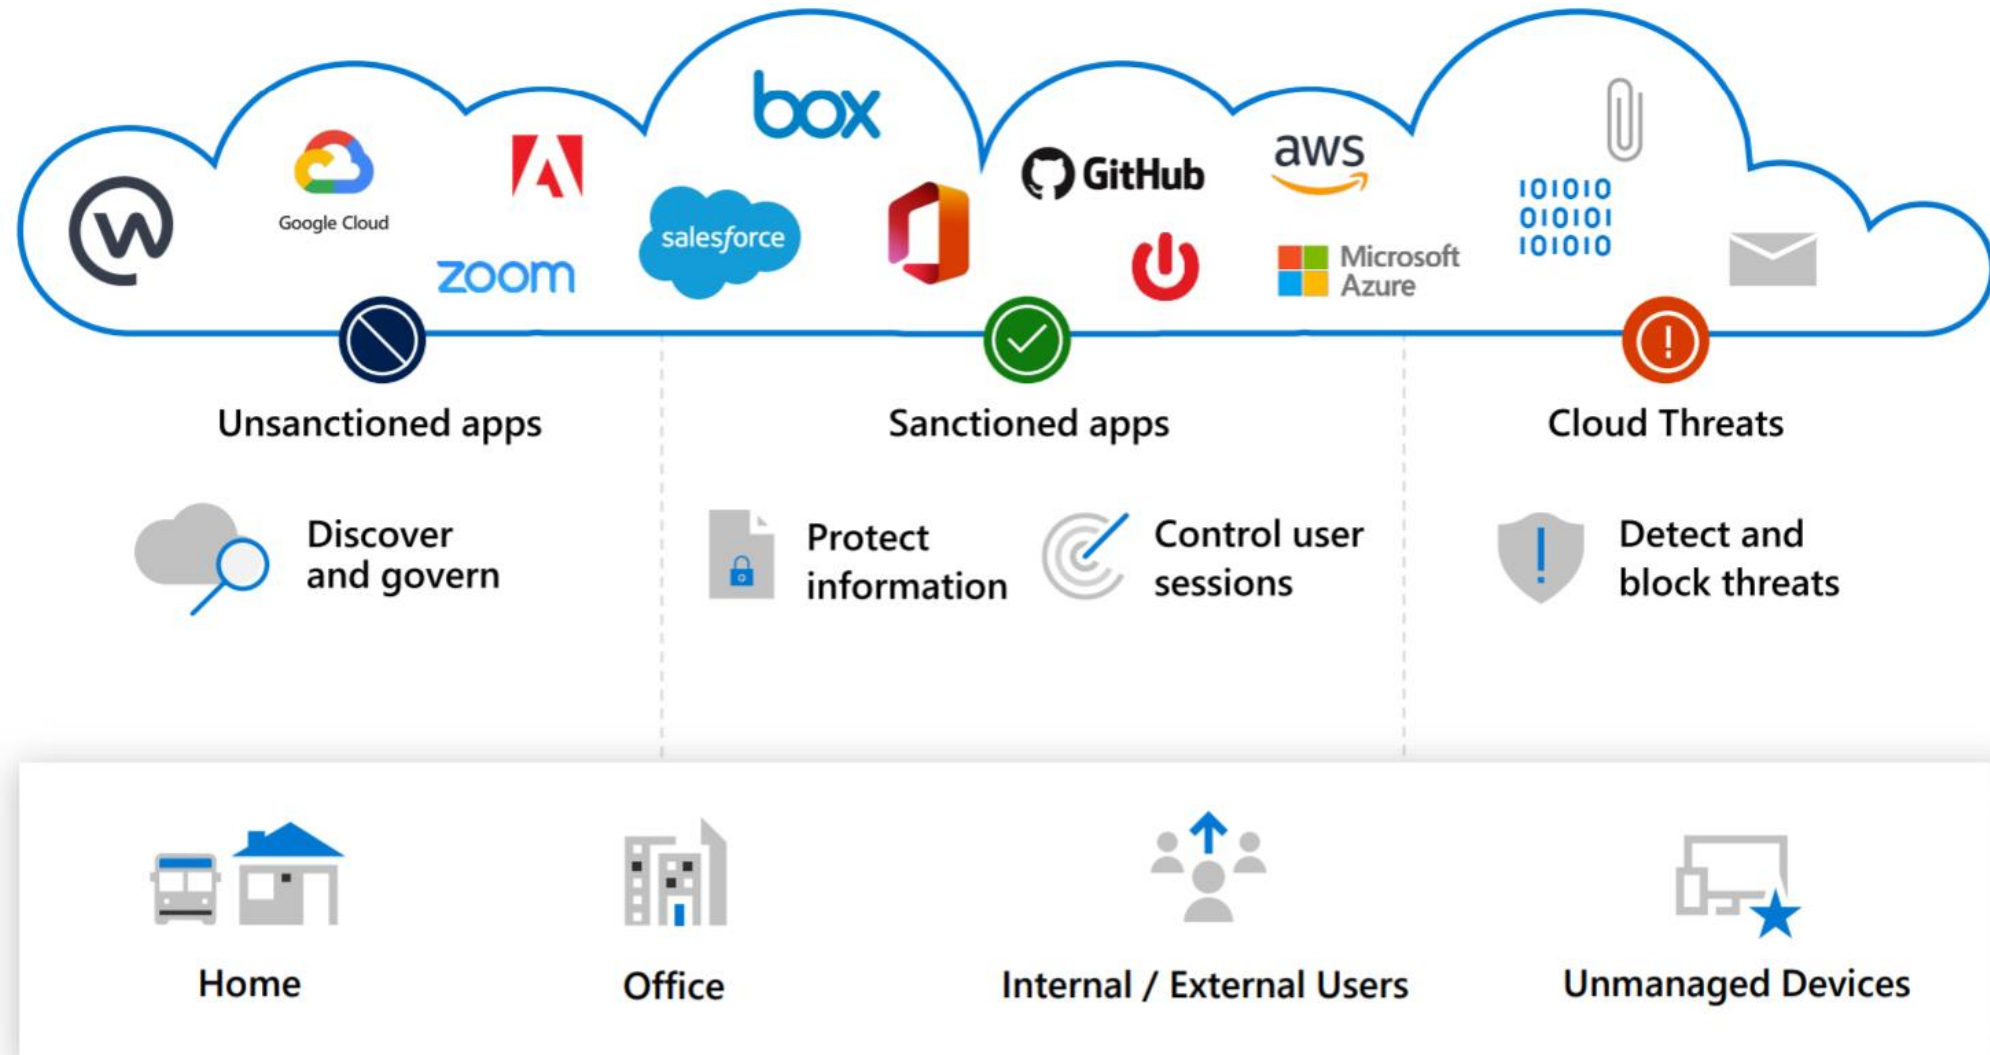 box
aws
GitHub
Google Cloud
salesforce
zoom
Microsoft
Azure
101010
010101
101010
Unsanctioned apps
Sanctioned apps
Cloud Threats
Discover
and govern
Protect
information
Control user
sessions
Detect and
block threats
Home
Office
Internal / External Users
Unmanaged Devices